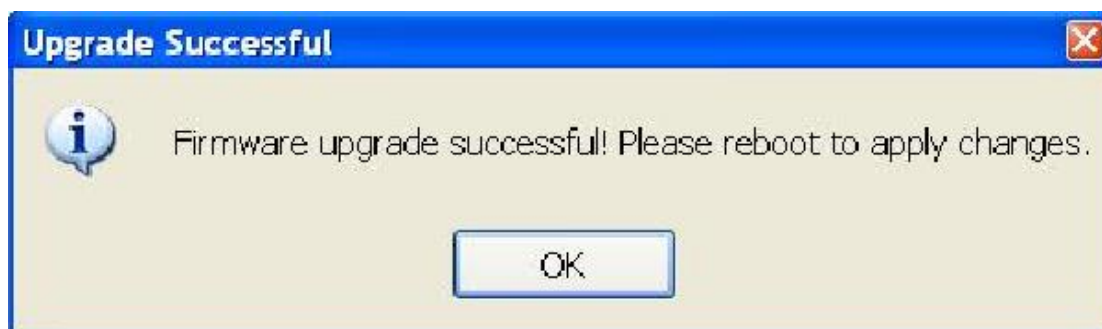 Upgrade Successful
Firmware upgrade successful! Please reboot to apply changes.
OK